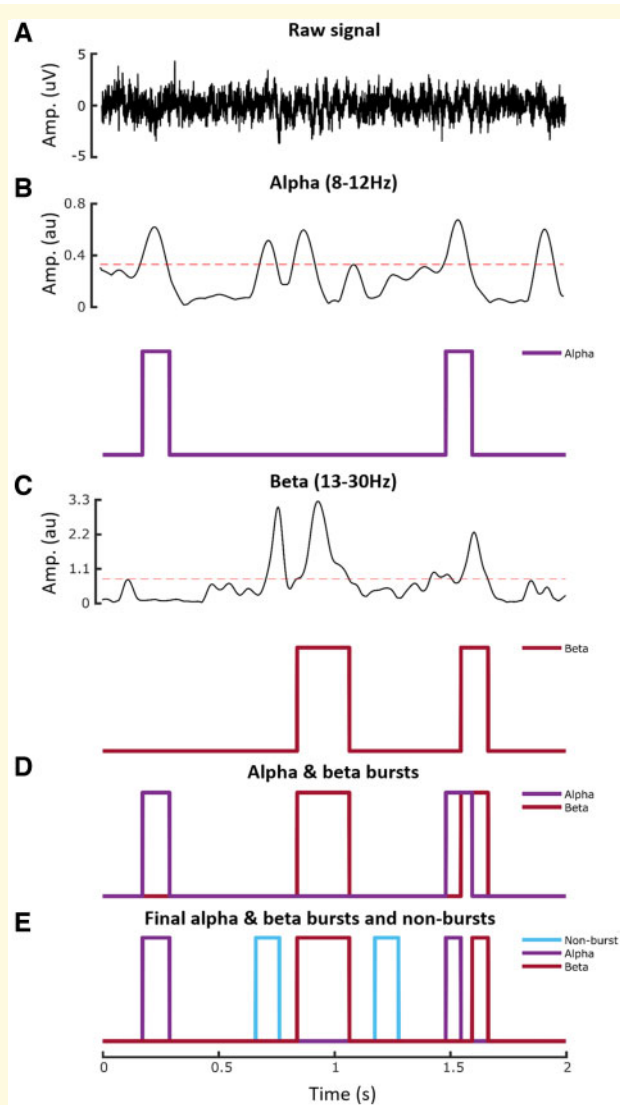 A
Raw signal
5
0
-5
Amp. (uV)
B
Alpha (8-12Hz)
0.8
0.4
0
Amp. (au)
Alpha
C
Beta (13-30Hz)
3.3
2.2
1.1
0
Amp. (au)
Beta
D
Alpha & beta bursts
Alpha
Beta
E
Final alpha & beta bursts and non-bursts
Non-burst
Alpha
Beta
0 0.5 1 1.5 2
Time (s)